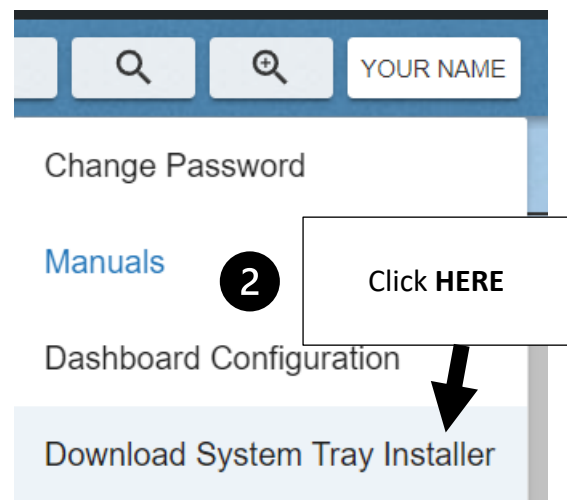 YOUR NAME
Change Password
Manuals
2
Click HERE
Dashboard Configuration
Download System Tray Installer